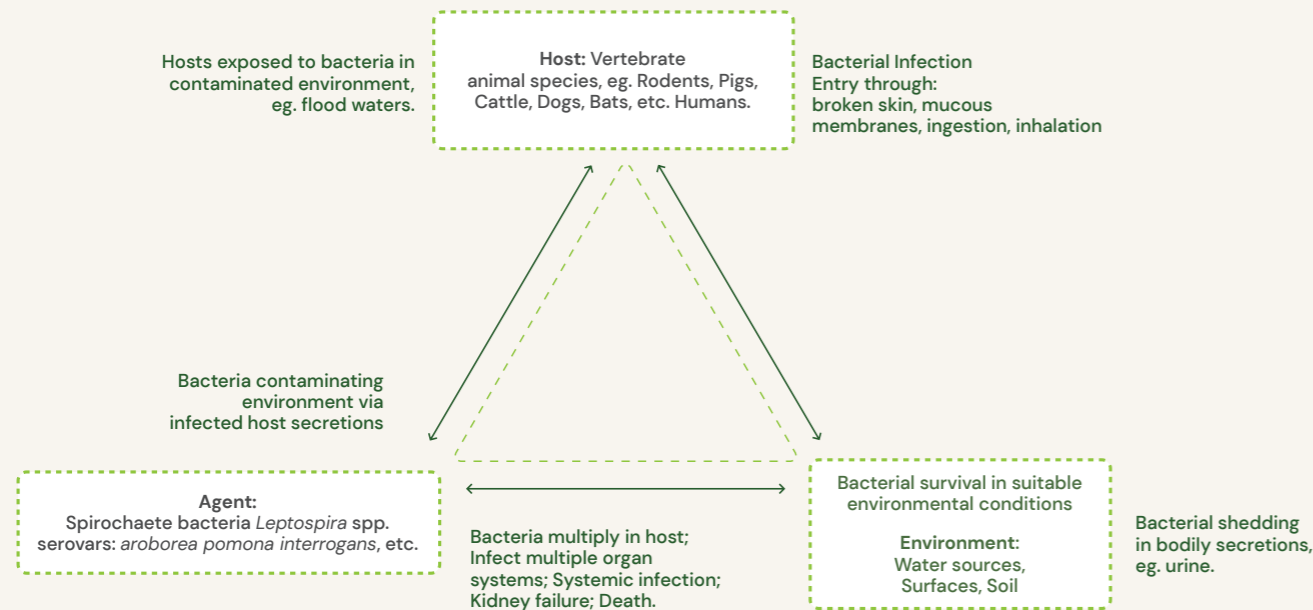 Hosts exposed to bacteria in
contaminated environment,
eg. flood waters.
Host: Vertebrate
animal species, eg. Rodents, Pigs,
Cattle, Dogs, Bats, etc. Humans.
Bacterial Infection
Entry through:
broken skin, mucous
membranes, ingestion, inhalation
Bacteria contaminating
environment via
infected host secretions
Agent:
Spirochaete bacteria Leptospira spp.
serovars: aroborea pomona interrogans, etc.
Bacteria multiply in host;
Infect multiple organ
systems; Systemic infection;
Kidney failure; Death.
Bacterial survival in suitable
environmental conditions
Environment:
Water sources,
Surfaces, Soil
Bacterial shedding
in bodily secretions,
eg. urine.